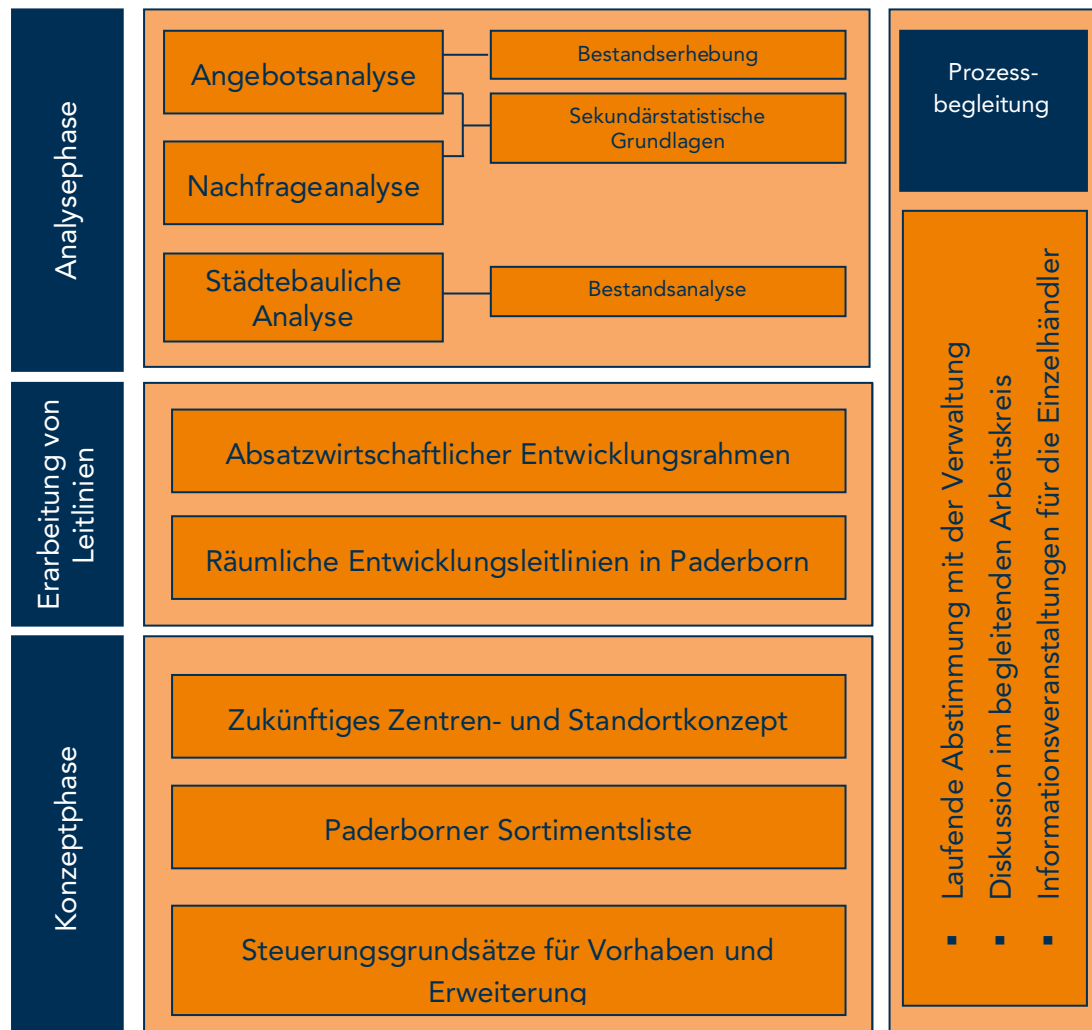 Analysephase
Angebotsanalyse
Bestandserhebung
Sekundärstatistische
Grundlagen
Nachfrageanalyse
Städtebauliche
Analyse
Bestandsanalyse
Erarbeitung von
Leitlinien
Absatzwirtschaftlicher Entwicklungsrahmen
Räumliche Entwicklungsleitlinien in Paderborn
Konzeptphase
Zukünftiges Zentren- und Standortkonzept
Paderborner Sortimentsliste
Steuerungsgrundsätze für Vorhaben und
Erweiterung
Prozess-
begleitung
▪ Laufende Abstimmung mit der Verwaltung
▪ Diskussion im begleitenden Arbeitskreis
▪ Informationsveranstaltungen für die Einzelhändler